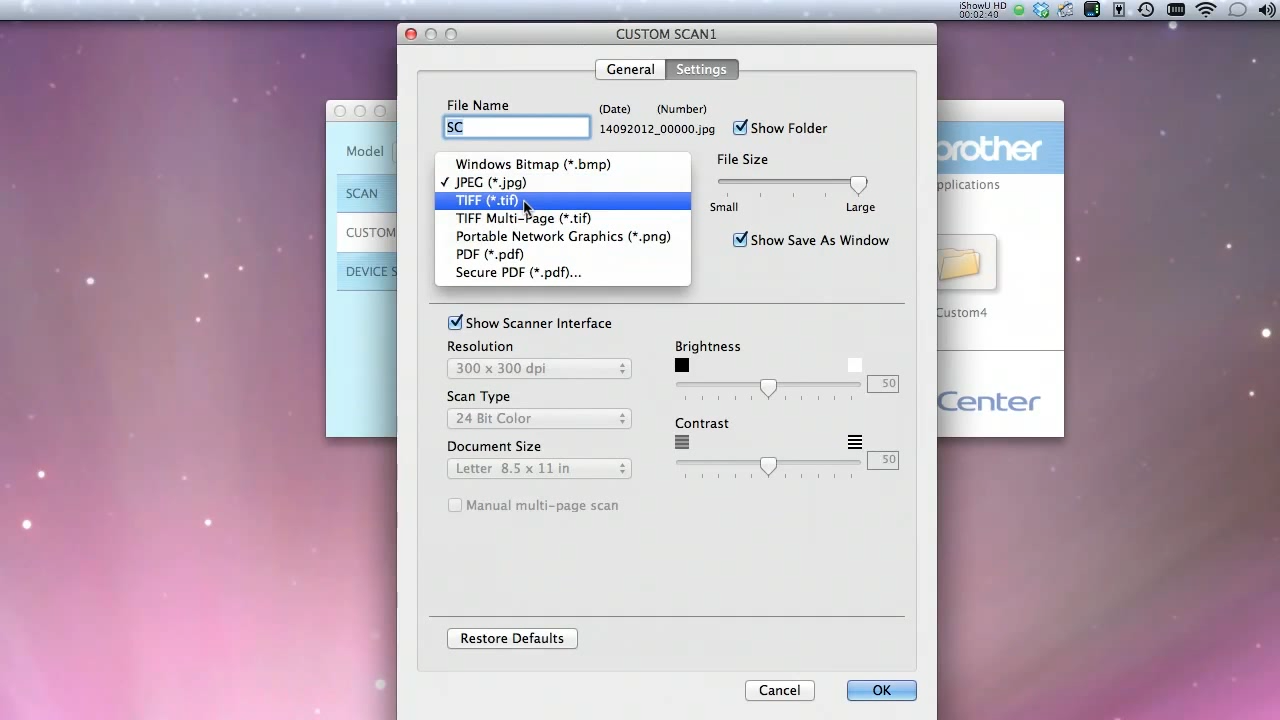 iShowU HD
00:02:40
CUSTOM SCAN1
General
Settings
File Name
(Date)
(Number)
SC
14092012_00000.jpg
Show Folder
Windows Bitmap (*.bmp)
✓ JPEG (*.jpg)
TIFF (*.tif)
TIFF Multi-Page (*.tif)
Portable Network Graphics (*.png)
PDF (*.pdf)
Secure PDF (*.pdf)...
File Size
Small
Large
Show Save As Window
Show Scanner Interface
Resolution
300 x 300 dpi
Scan Type
24 Bit Color
Document Size
Letter 8.5 x 11 in
Manual multi-page scan
Brightness
50
Contrast
50
Restore Defaults
Cancel
OK
Model
SCAN
CUSTOM
DEVICE S
brother
pplications
Custom4
Center